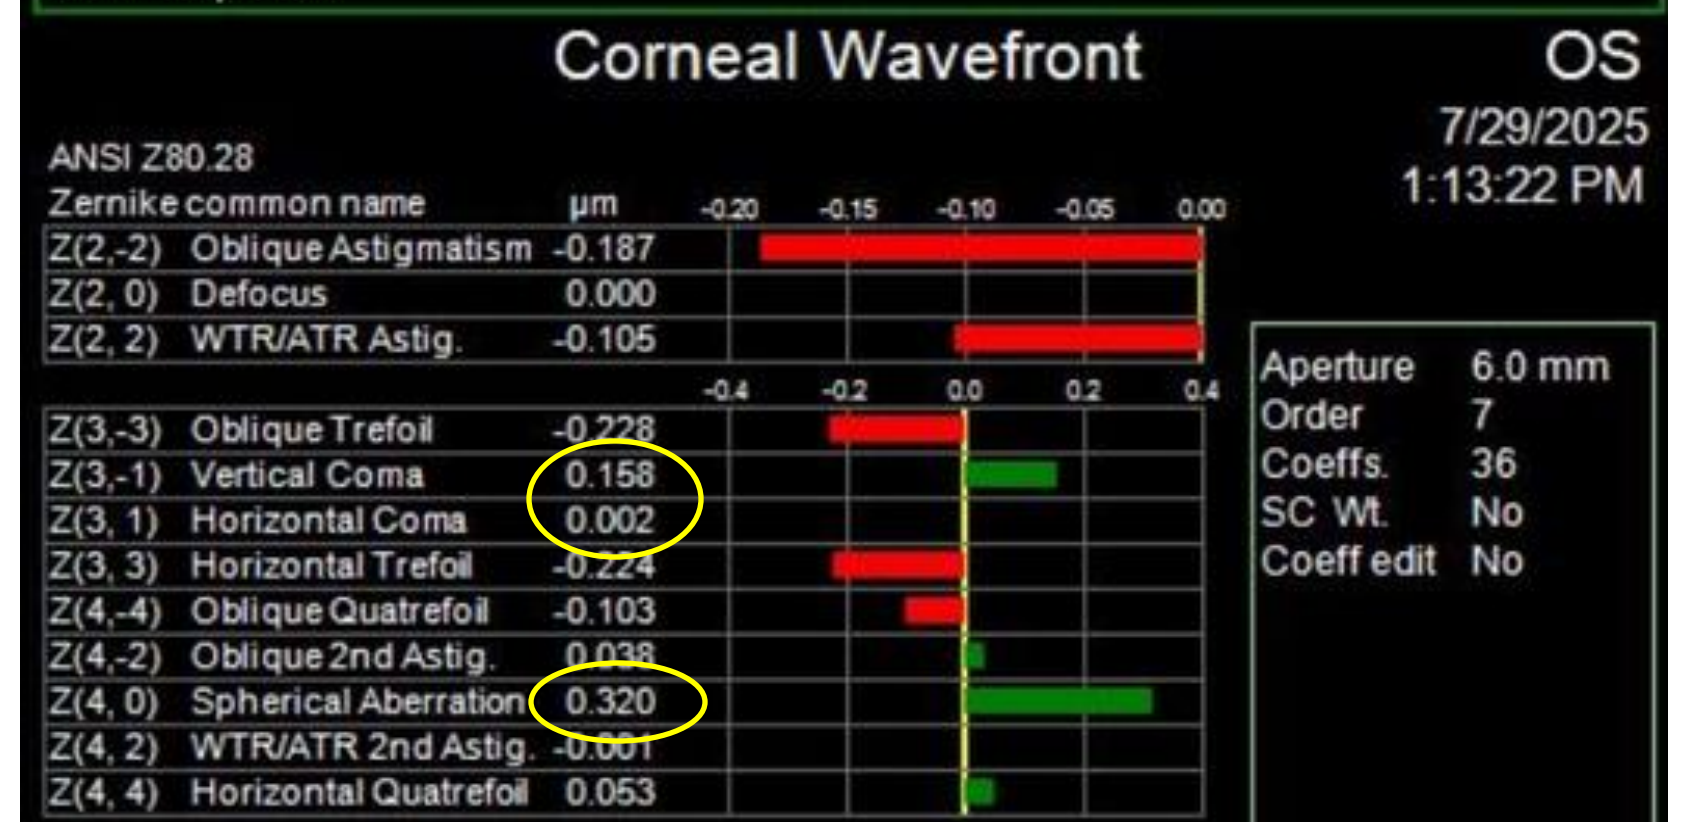 Corneal Wavefront OS
7/29/2025
1:13:22 PM
ANSI Z80.28
Zernike common name µm -0.20 -0.15 -0.10 -0.05 0.00
Z(2,-2) Oblique Astigmatism -0.187
Z(2, 0) Defocus 0.000
Z(2, 2) WTR/ATR Astig. -0.105
-0.4 -0.2 0.0 0.2 0.4
Z(3,-3) Oblique Trefoil -0.228
Z(3,-1) Vertical Coma 0.158
Z(3, 1) Horizontal Coma 0.002
Z(3, 3) Horizontal Trefoil -0.224
Z(4,-4) Oblique Quatrefoil -0.103
Z(4,-2) Oblique 2nd Astig. 0.038
Z(4, 0) Spherical Aberration 0.320
Z(4, 2) WTR/ATR 2nd Astig. -0.001
Z(4, 4) Horizontal Quatrefoil 0.053
Aperture 6.0 mm
Order 7
Coeffs. 36
SC Wt. No
Coeff edit No